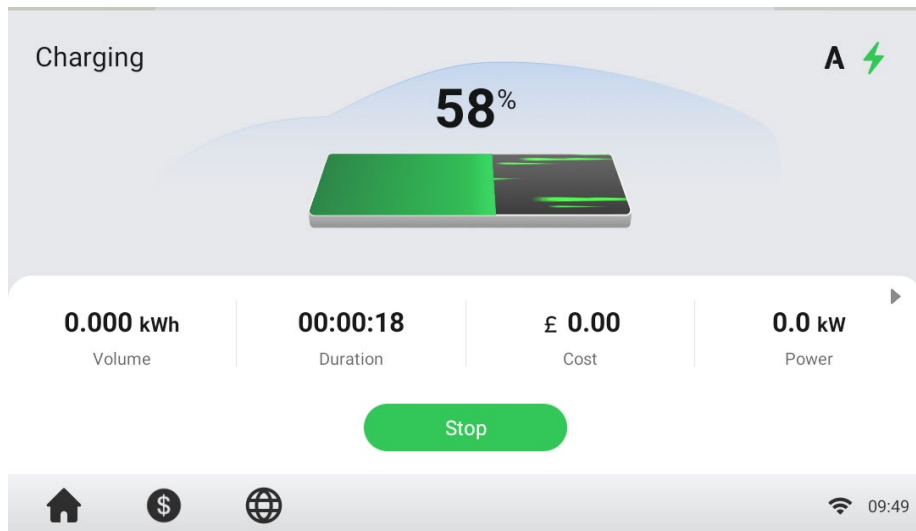 Charging
A
58%
0.000 kWh
00:00:18
£ 0.00
0.0 kW
Volume
Duration
Cost
Power
Stop
$
09:49